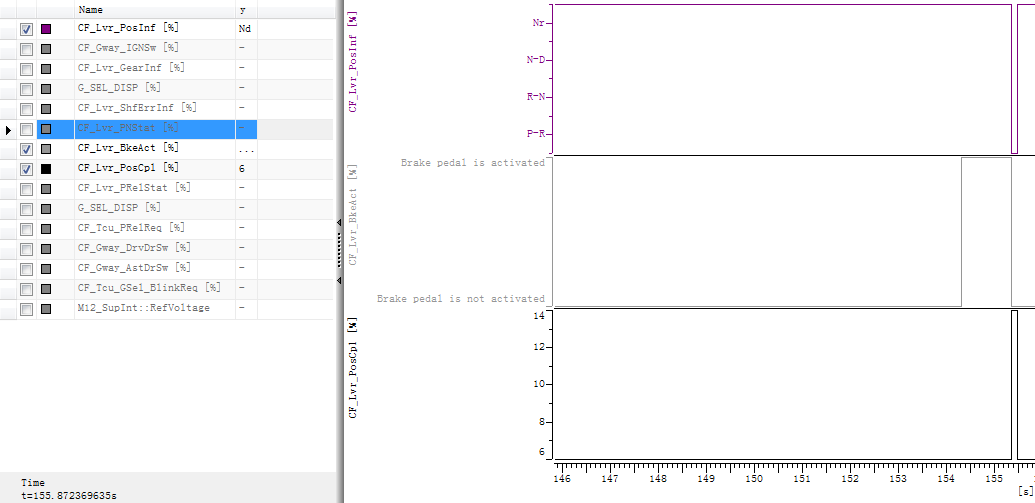 Name y
CF_Lvr_PosInf [%] Nd
CF_Gway_IGNSw [%] -
CF_Lvr_GearInf [%] -
G_SEL_DISP [%] -
CF_Lvr_ShfErrInf [%] -
CF_Lvr_PNStat [%] -
CF_Lvr_BkeAct [%] ...
CF_Lvr_PosCpl [%] 6
CF_Lvr_PRelStat [%] -
G_SEL_DISP [%] -
CF_Tcu_PRelReq [%] -
CF_Gway_DrvDrSw [%] -
CF_Gway_AstDrSw [%] -
CF_Tcu_GSel_BlinkReq [%] -
M12_SupInt::RefVoltage -
Time
t=155.872369635s
CF_Lvr_PosInf [%]
Nr
N-D
R-N
P-R
CF_Lvr_BkeAct [%]
Brake pedal is activated
Brake pedal is not activated
CF_Lvr_PosCpl [%]
14
12
10
8
6
146 147 148 149 150 151 152 153 154 155
[s]